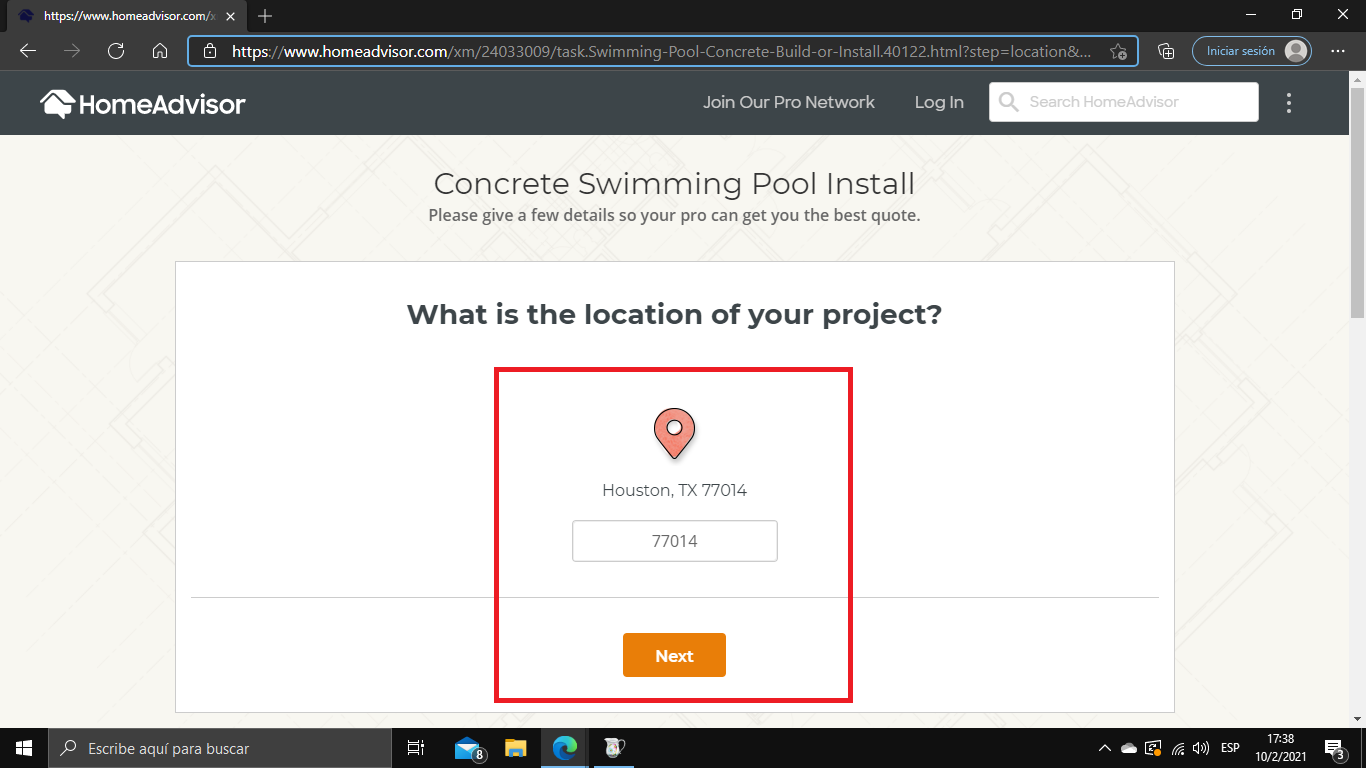 https://www.homeadvisor.com/x
https://www.homeadvisor.com/xm/24033009/task.Swimming-Pool-Concrete-Build-or-Install.40122.html?step=location&...
Iniciar sesión
HomeAdvisor
Join Our Pro Network
Log In
Search HomeAdvisor
Concrete Swimming Pool Install
Please give a few details so your pro can get you the best quote.
What is the location of your project?
Houston, TX 77014
77014
Next
Escribe aquí para buscar
8
ESP
17:38
10/2/2021
3